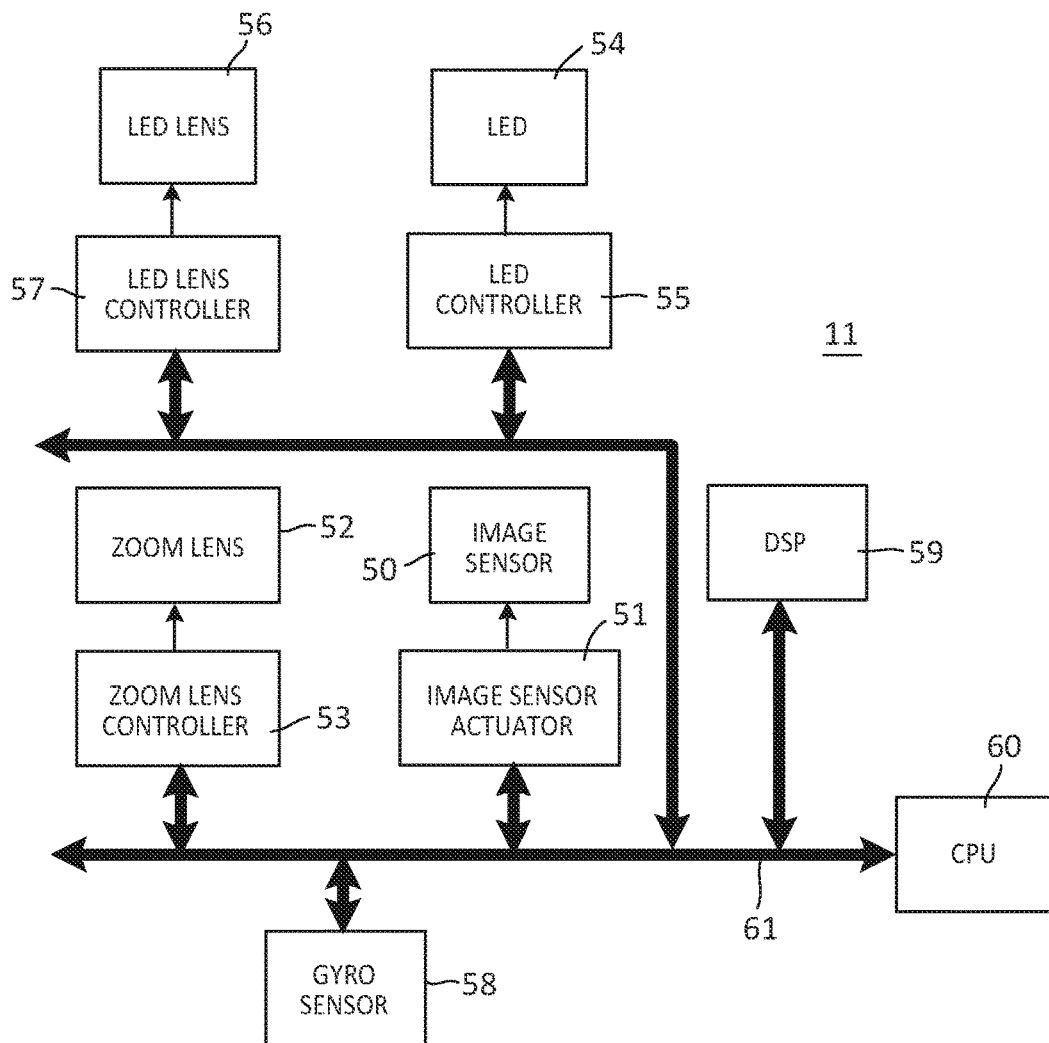 56
54
LED LENS
LED
57
LED LENS
CONTROLLER
LED
CONTROLLER
55
11
ZOOM LENS
52
50
IMAGE
SENSOR
DSP
59
51
ZOOM LENS
CONTROLLER
53
IMAGE SENSOR
ACTUATOR
60
CPU
61
GYRO
SENSOR
58